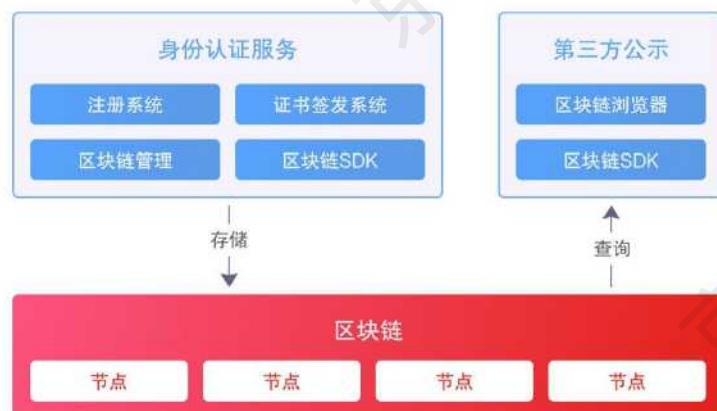 身份认证服务
第三方公示
注册系统
证书签发系统
区块链浏览器
区块链管理
区块链SDK
区块链SDK
存储
查询
区块链
节点
节点
节点
节点